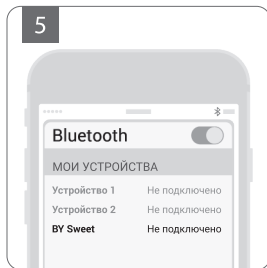 5
Bluetooth
МОИ УСТРОЙСТВА
Устройство 1 Не подключено
Устройство 2 Не подключено
BY Sweet Не подключено